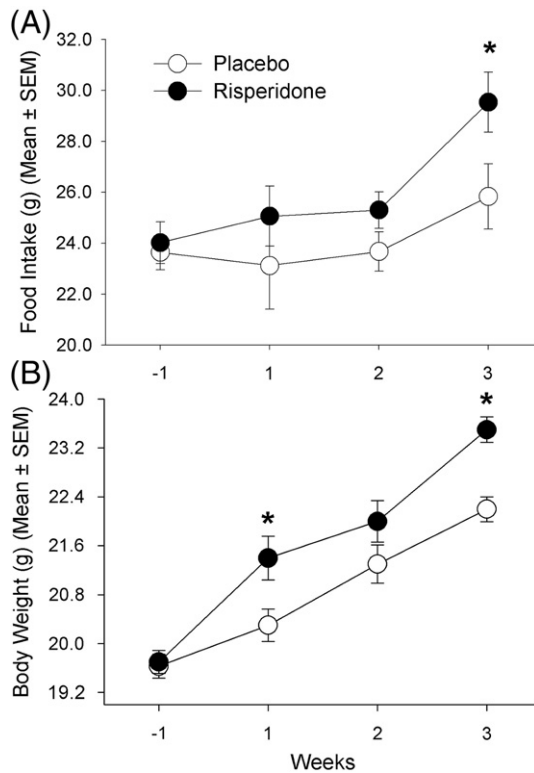 (A)
Food Intake (g) (Mean ± SEM)
32.0
30.0
28.0
26.0
24.0
22.0
20.0
Placebo
Risperidone
*
-1 1 2 3
(B)
Body Weight (g) (Mean ± SEM)
24.0
23.2
22.4
21.6
20.8
20.0
19.2
*
*
-1 1 2 3
Weeks